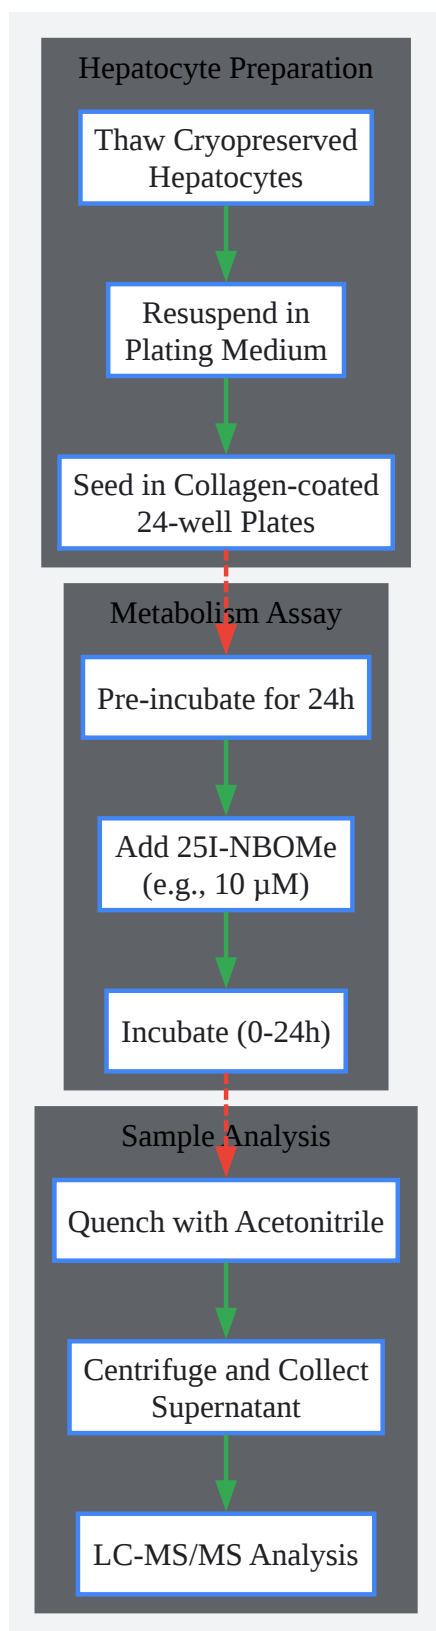 Hepatocyte Preparation
Thaw Cryopreserved
Hepatocytes
Resuspend in
Plating Medium
Seed in Collagen-coated
24-well Plates
Metabolism Assay
Pre-incubate for 24h
Add 25I-NBOMe
(e.g., 10 µM)
Incubate (0-24h)
Sample Analysis
Quench with Acetonitrile
Centrifuge and Collect
Supernatant
LC-MS/MS Analysis